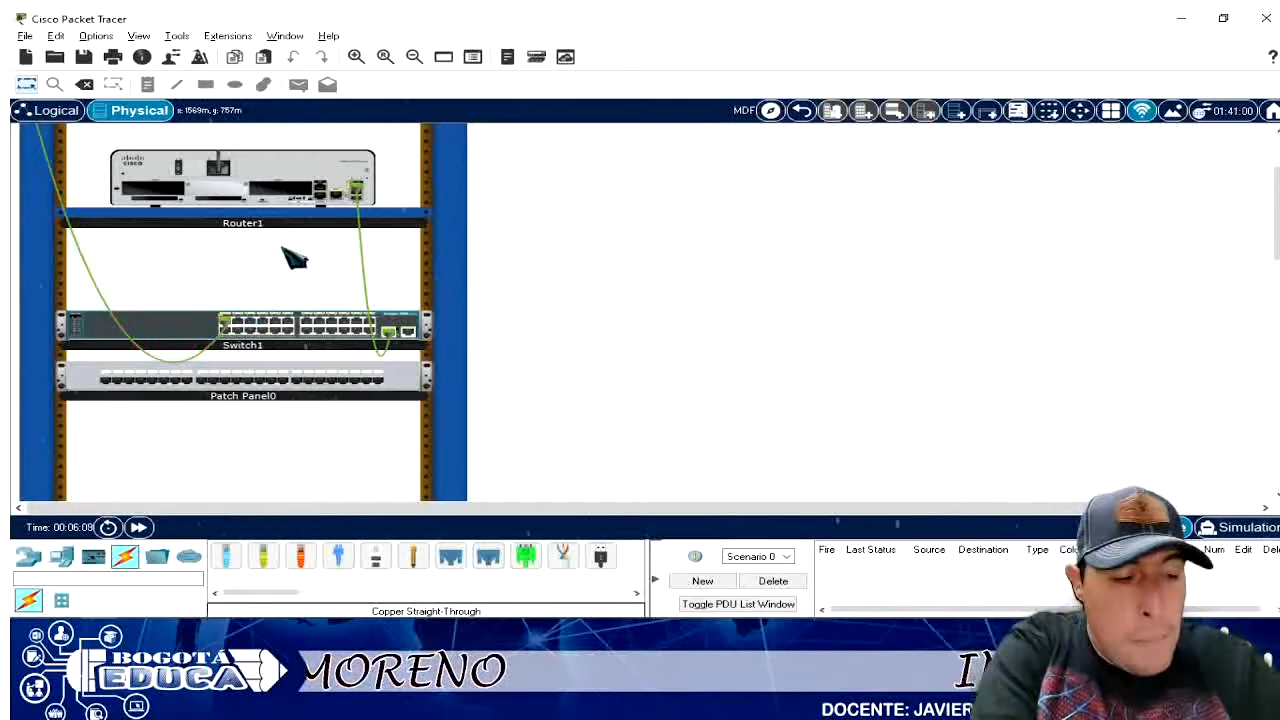 Cisco Packet Tracer
File Edit Options View Tools Extensions Window Help
?
Logical Physical x: 1569m, y: 757m MDF 01:41:00
CISCO
Router1
Switch1
Patch Panel0
Time: 00:06:09 Simulation
Scenario 0 Fire Last Status Source Destination Type Num Edit
New Delete
Toggle PDU List Window
Copper Straight-Through
BOGOTÁ
EDUCA MORENO
DOCENTE: JAVIER